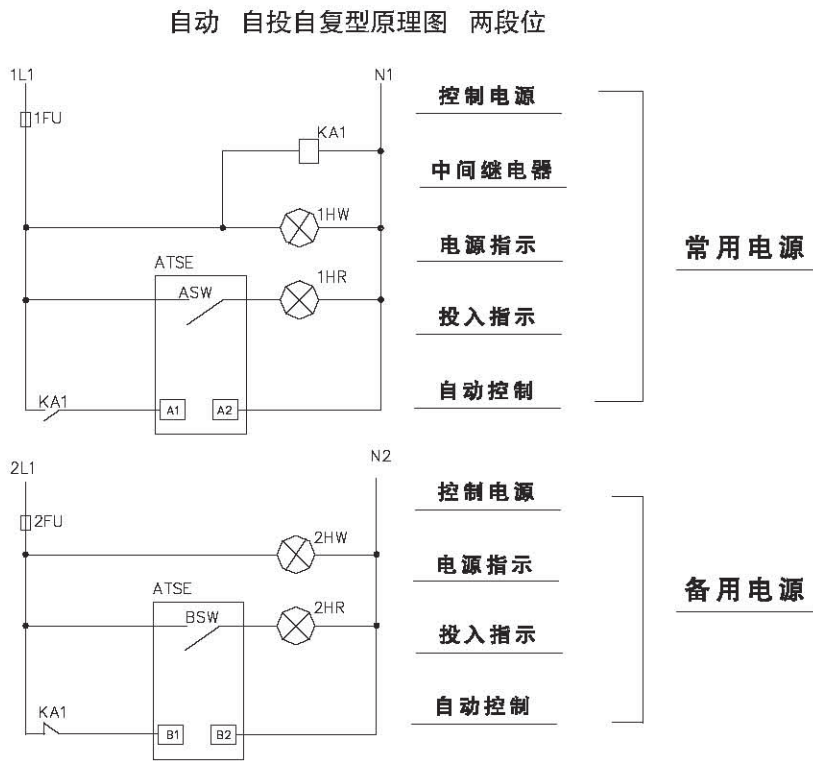 自动 自投自复型原理图 两段位
1L1
N1
控制电源
1FU
KA1
中间继电器
1HW
电源指示
常用电源
ATSE
ASW
1HR
投入指示
KA1
A1
A2
自动控制
2L1
N2
控制电源
2FU
2HW
电源指示
ATSE
备用电源
BSW
2HR
投入指示
KA1
B1
B2
自动控制